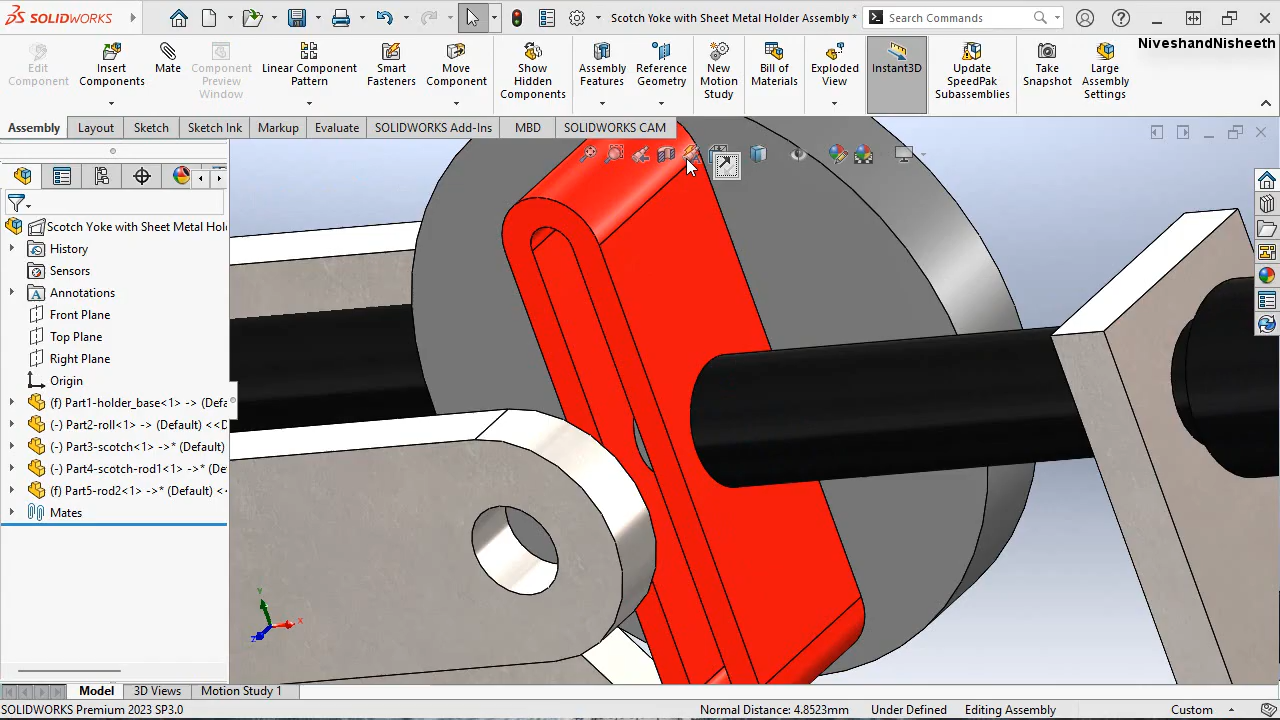 SOLIDWORKS
Scotch Yoke with Sheet Metal Holder Assembly *
Search Commands
NiveshandNisheeth
Edit Component
Insert Components
Mate
Component Preview Window
Linear Component Pattern
Smart Fasteners
Move Component
Show Hidden Components
Assembly Features
Reference Geometry
New Motion Study
Bill of Materials
Exploded View
Instant3D
Update SpeedPak Subassemblies
Take Snapshot
Large Assembly Settings
Assembly
Layout
Sketch
Sketch Ink
Markup
Evaluate
SOLIDWORKS Add-Ins
MBD
SOLIDWORKS CAM
Scotch Yoke with Sheet Metal Hol
History
Sensors
Annotations
Front Plane
Top Plane
Right Plane
Origin
(f) Part1-holder_base<1> -> (Defa
(-) Part2-roll<1> -> (Default) <<D
(-) Part3-scotch<1> ->* (Default)
(-) Part4-scotch-rod1<1> ->* (De
(f) Part5-rod2<1> ->* (Default) <
Mates
Y
X
Z
Model
3D Views
Motion Study 1
SOLIDWORKS Premium 2023 SP3.0
Normal Distance: 4.8523mm
Under Defined
Editing Assembly
Custom